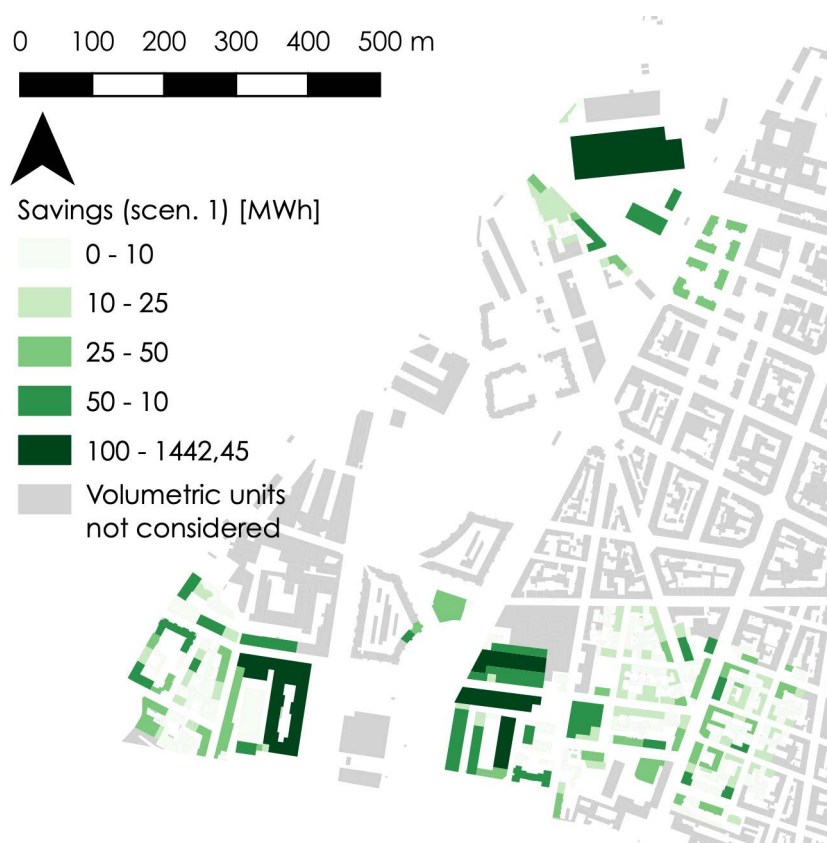 0 100 200 300 400 500 m
Savings (scen. 1) [MWh]
0 - 10
10 - 25
25 - 50
50 - 10
100 - 1442,45
Volumetric units
not considered